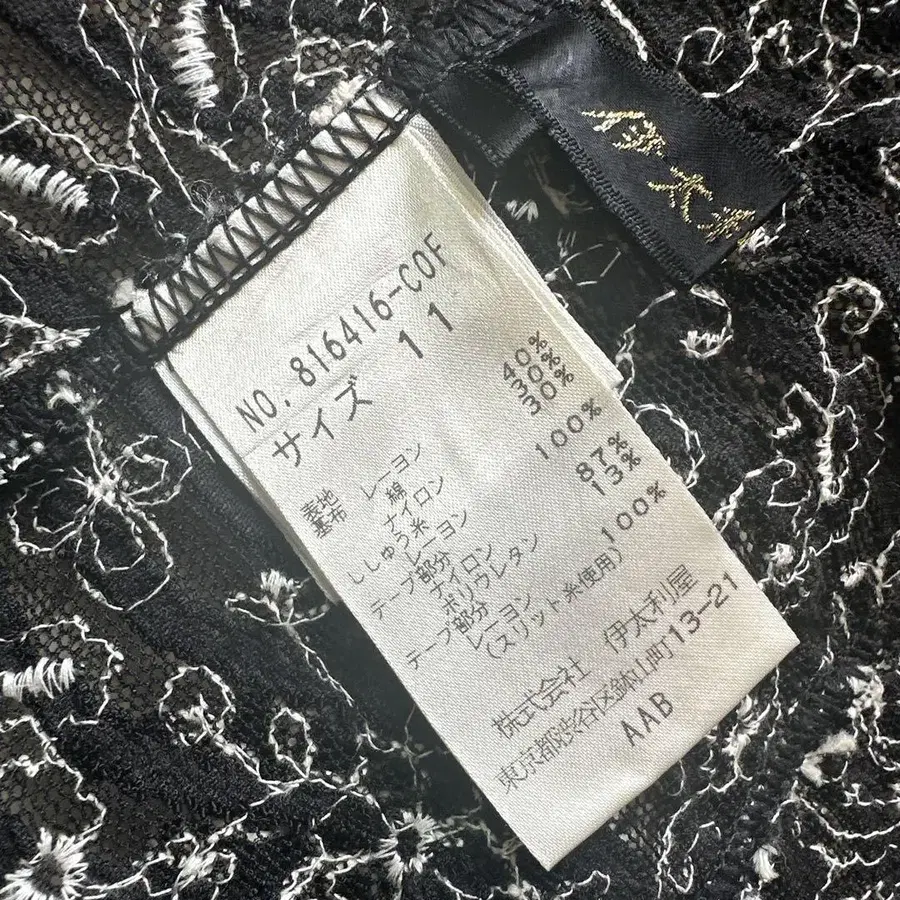 NO. 816416-COF
サイズ 11
表地 レーヨン 40%
基布 綿 30%
ナイロン 30%
ししゅう糸
レーヨン 100%
テープ部分
ナイロン 87%
ポリウレタン 13%
テープ部分
レーヨン 100%
(スリット糸使用)
株式会社 伊太利屋
東京都渋谷区鉢山町13-21
AAB